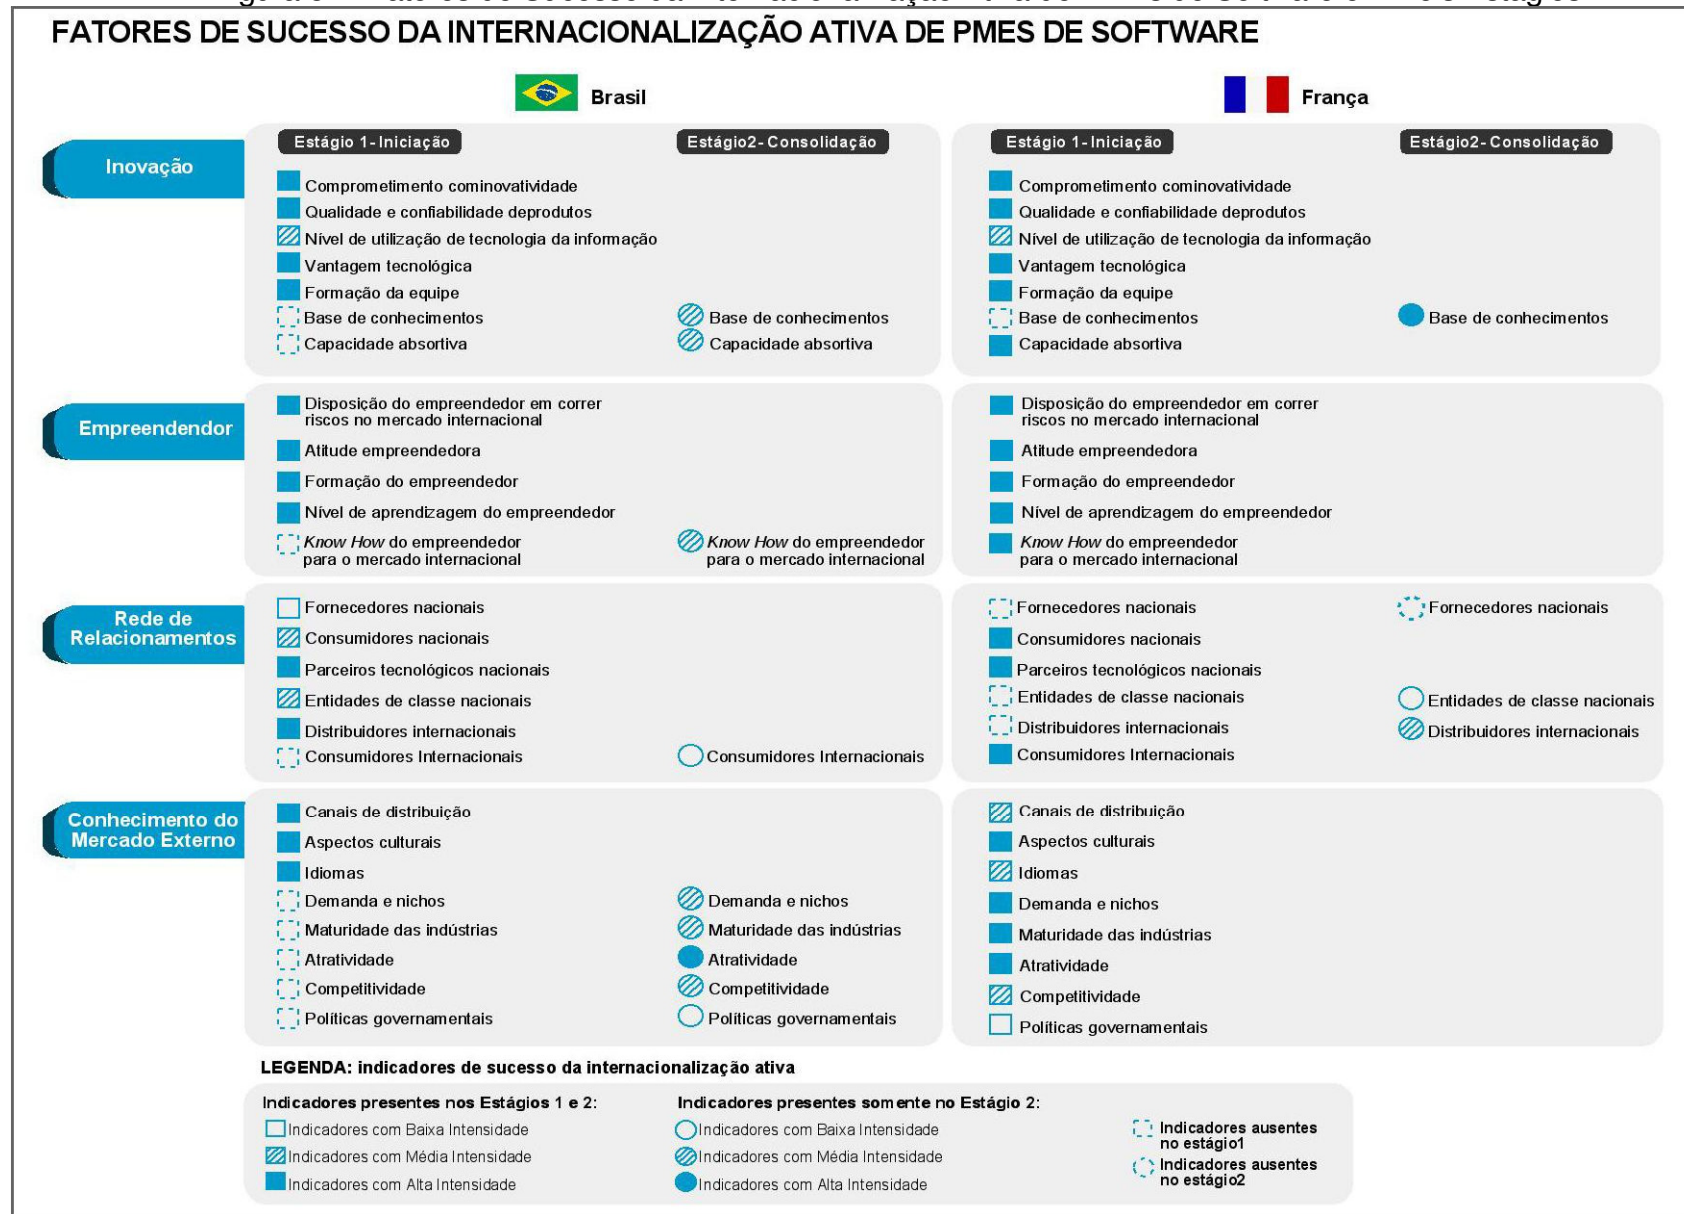 FATORES DE SUCESSO DA INTERNACIONALIZAÇÃO ATIVA DE PMES DE SOFTWARE
Brasil
França
Inovação
Estágio 1-Iniciação
Estágio2-Consolidação
Comprometimento cominovatividade
Qualidade e confiabilidade deprodutos
Nível de utilização de tecnologia da informação
Vantagem tecnológica
Formação da equipe
Base de conhecimentos
Base de conhecimentos
Capacidade absortiva
Capacidade absortiva
Estágio 1-Iniciação
Estágio2-Consolidação
Comprometimento cominovatividade
Qualidade e confiabilidade deprodutos
Nível de utilização de tecnologia da informação
Vantagem tecnológica
Formação da equipe
Base de conhecimentos
Base de conhecimentos
Capacidade absortiva
Empreendendor
Disposição do empreendedor em correr
riscos no mercado internacional
Atitude empreendedora
Formação do empreendedor
Nível de aprendizagem do empreendedor
Know How do empreendedor
para o mercado internacional
Know How do empreendedor
para o mercado internacional
Disposição do empreendedor em correr
riscos no mercado internacional
Atitude empreendedora
Formação do empreendedor
Nível de aprendizagem do empreendedor
Know How do empreendedor
para o mercado internacional
Rede de
Relacionamentos
Fornecedores nacionais
Consumidores nacionais
Parceiros tecnológicos nacionais
Entidades de classe nacionais
Distribuidores internacionais
Consumidores Internacionais
Consumidores Internacionais
Fornecedores nacionais
Fornecedores nacionais
Consumidores nacionais
Parceiros tecnológicos nacionais
Entidades de classe nacionais
Entidades de classe nacionais
Distribuidores internacionais
Distribuidores internacionais
Consumidores Internacionais
Conhecimento do
Mercado Externo
Canais de distribuição
Aspectos culturais
Idiomas
Demanda e nichos
Demanda e nichos
Maturidade das indústrias
Maturidade das indústrias
Atratividade
Atratividade
Competitividade
Competitividade
Políticas governamentais
Políticas governamentais
Canais de distribuição
Aspectos culturais
Idiomas
Demanda e nichos
Maturidade das indústrias
Atratividade
Competitividade
Políticas governamentais
LEGENDA: indicadores de sucesso da internacionalização ativa
Indicadores presentes nos Estágios 1 e 2:
Indicadores com Baixa Intensidade
Indicadores com Média Intensidade
Indicadores com Alta Intensidade
Indicadores presentes somente no Estágio 2:
Indicadores com Baixa Intensidade
Indicadores com Média Intensidade
Indicadores com Alta Intensidade
Indicadores ausentes
no estágio1
Indicadores ausentes
no estágio2